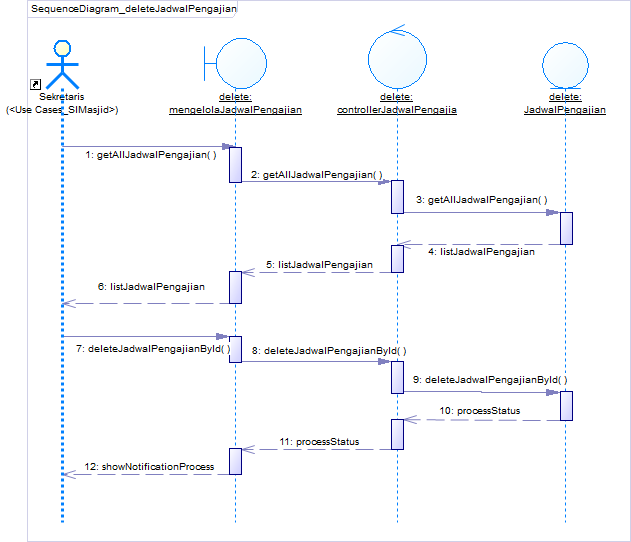 SequenceDiagram_deleteJadwalPengajian
Sekretaris
(<Use Cases_SIMasjid>)
delete:
mengelolaJadwalPengajian
delete:
controllerJadwalPengajia
delete:
JadwalPengajian
1: getAllJadwalPengajian( )
2: getAllJadwalPengajian( )
3: getAllJadwalPengajian( )
4: listJadwalPengajian
5: listJadwalPengajian
6: listJadwalPengajian
7: deleteJadwalPengajianById( )
8: deleteJadwalPengajianById( )
9: deleteJadwalPengajianById( )
10: processStatus
11: processStatus
12: showNotificationProcess